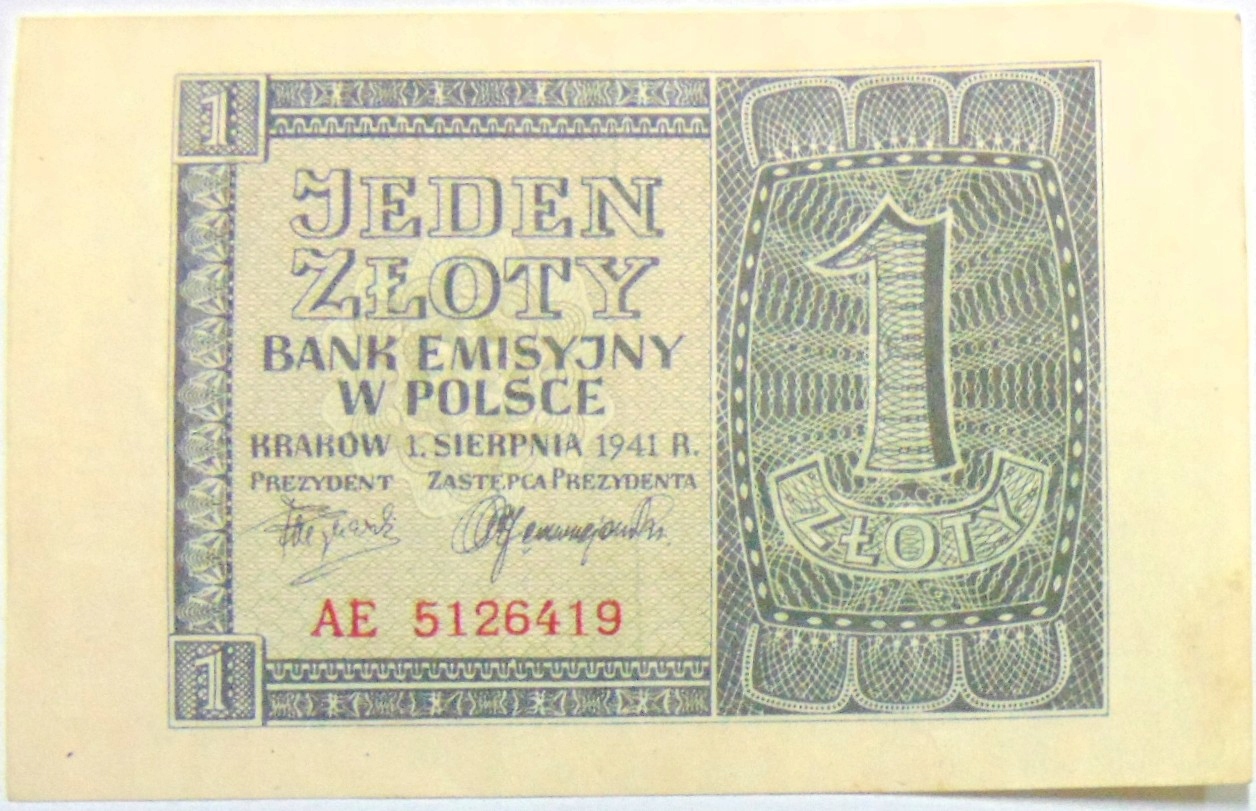 1
JEDEN
ZŁOTY
BANK EMISYJNY
W POLSCE
KRAKÓW 1. SIERPNIA 1941 R.
PREZYDENT ZASTĘPCA PREZYDENTA
AE 5126419
1
1
ZŁOTY